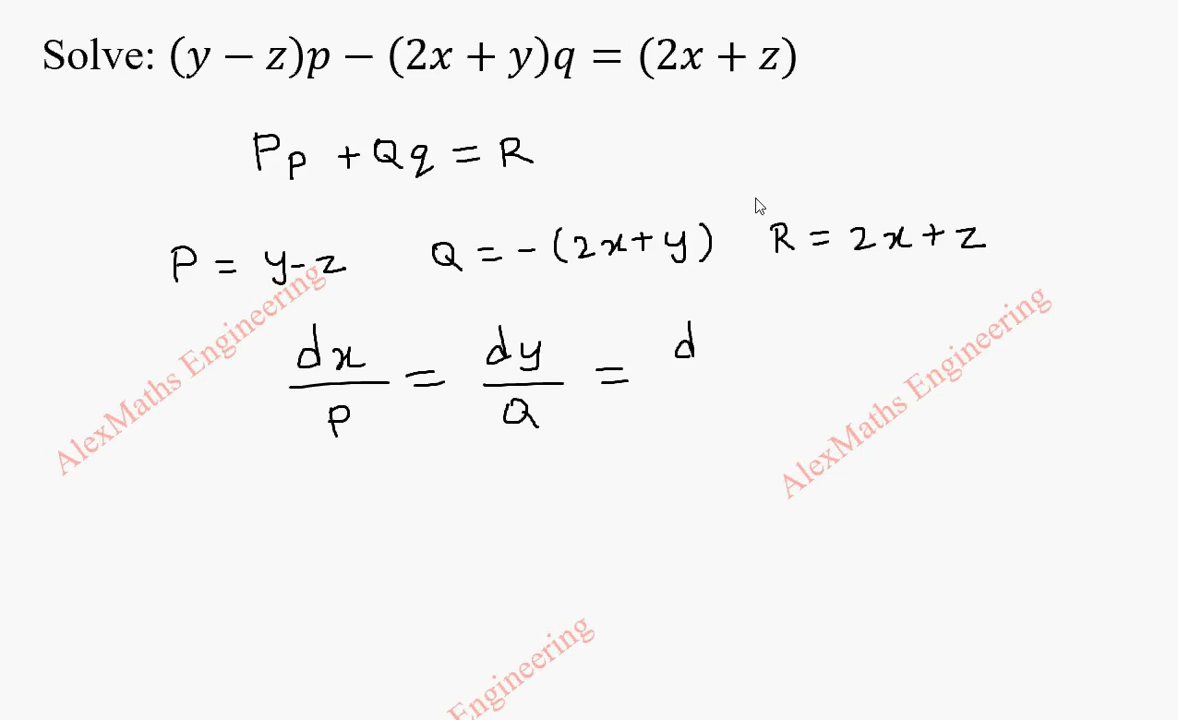 Solve: (y − z)p − (2x + y)q = (2x + z)
Pp + Qq = R
P = y-z Q = -(2x+y) R = 2x+z
dx/P = dy/Q = d
AlexMaths Engineering
AlexMaths Engineering
Engineering